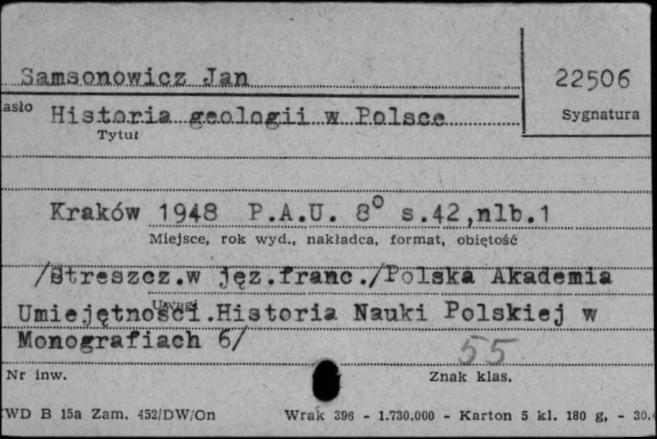 Samsonowicz Jan
22506
asło Historia geologii w Polsce
Sygnatura
Tytuł
Kraków 1948 P.A.U. 8° s.42,nlb.1
Miejsce, rok wyd., nakładca, format, objętość
/Streszcz.w jęz.franc./Polska Akademia
Uwagi
Umiejętności.Historia Nauki Polskiej w
Monografiach 6/
55
Nr inw.
Znak klas.
WD B 15a Zam. 452/DW/On Wrak 396 - 1.730.000 - Karton 5 kl. 180 g, - 30.